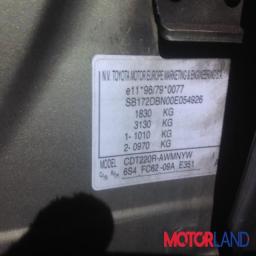 N.V. TOYOTA MOTOR EUROPE MARKETING & ENGINEERING S.A.
e11*96/79*0077
SB172DBN00E054926
1830 KG
3130 KG
1- 1010 KG
2- 0970 KG
MODEL CDT220R-AWMNYW
6S4 FC62 -09A E351
MOTORLAND